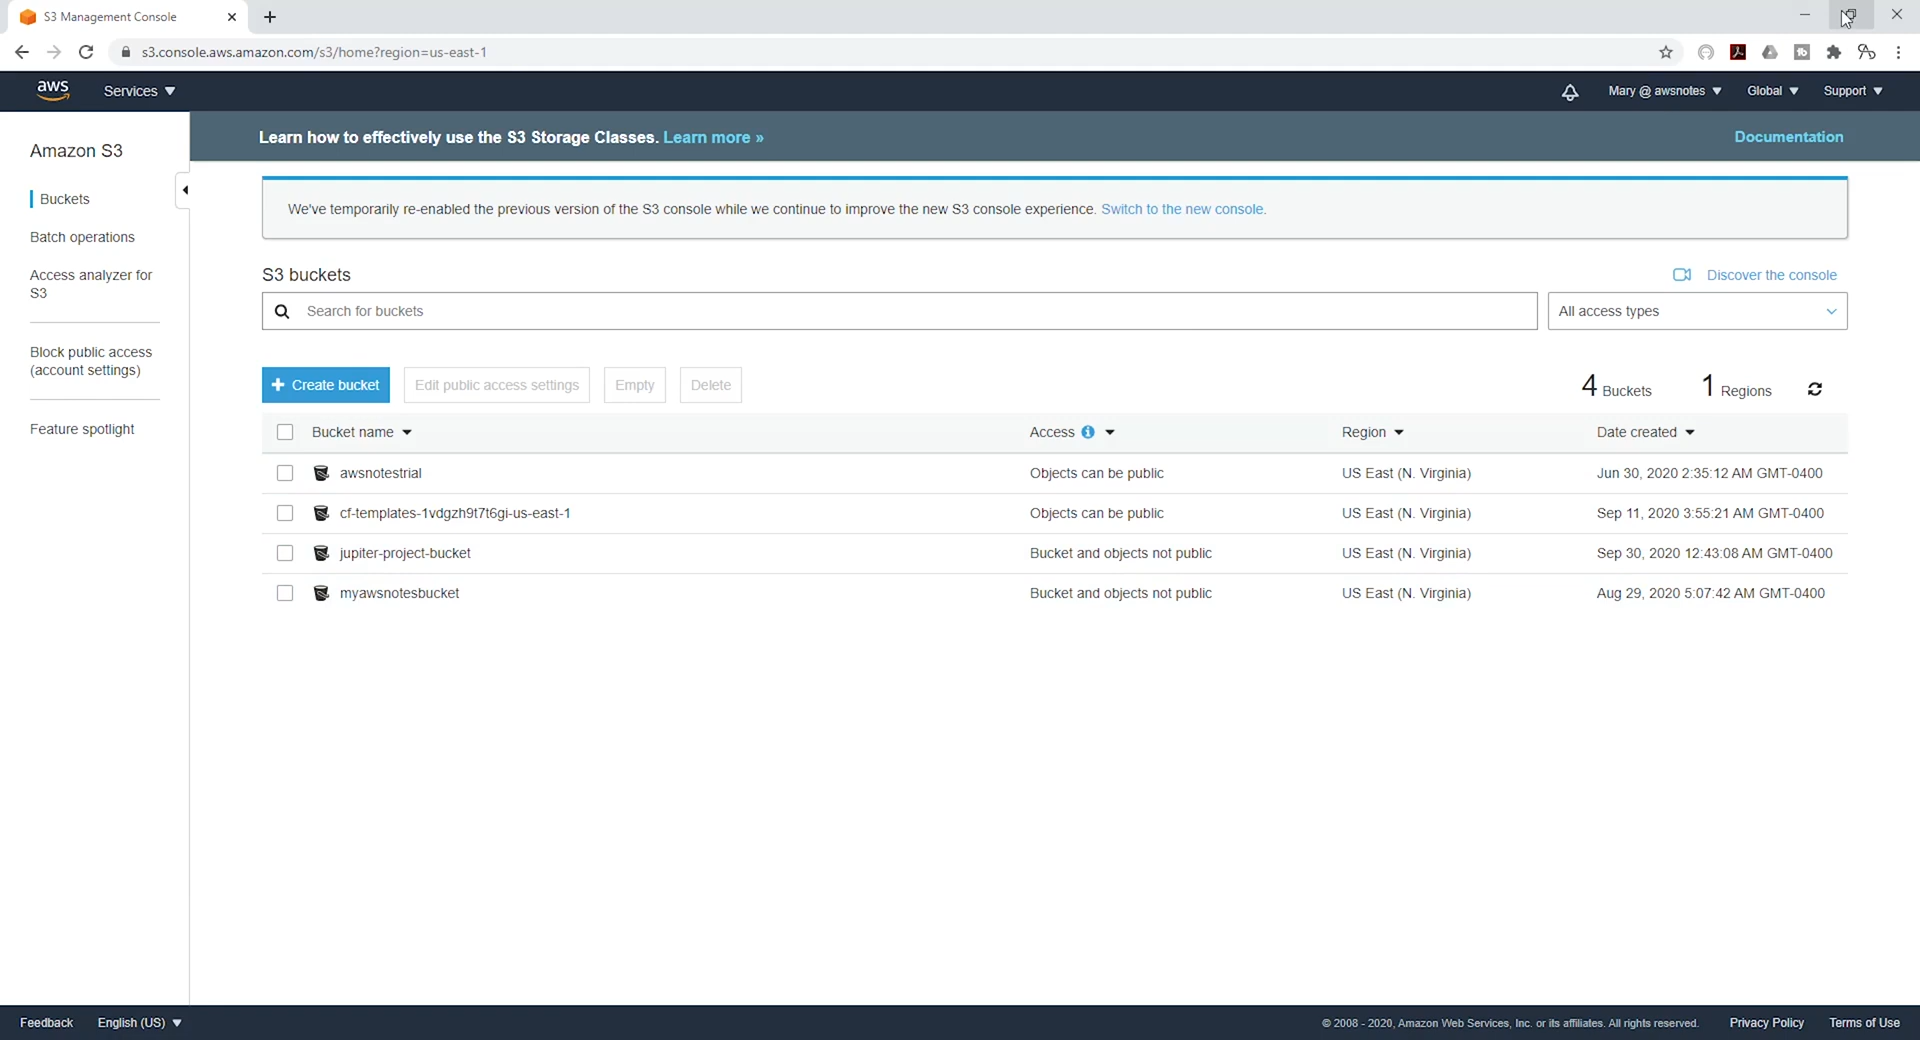 S3 Management Console
s3.console.aws.amazon.com/s3/home?region=us-east-1
aws Services Mary @ awsnotes Global Support
Amazon S3
Buckets
Batch operations
Access analyzer for
S3
Block public access
(account settings)
Feature spotlight
Learn how to effectively use the S3 Storage Classes. Learn more » Documentation
We've temporarily re-enabled the previous version of the S3 console while we continue to improve the new S3 console experience. Switch to the new console.
S3 buckets Discover the console
Search for buckets All access types
+ Create bucket Edit public access settings Empty Delete 4 Buckets 1 Regions
Bucket name Access Region Date created
awsnotestrial Objects can be public US East (N. Virginia) Jun 30, 2020 2:35:12 AM GMT-0400
cf-templates-1vdgzh9t7t6gi-us-east-1 Objects can be public US East (N. Virginia) Sep 11, 2020 3:55:21 AM GMT-0400
jupiter-project-bucket Bucket and objects not public US East (N. Virginia) Sep 30, 2020 12:43:08 AM GMT-0400
myawsnotesbucket Bucket and objects not public US East (N. Virginia) Aug 29, 2020 5:07:42 AM GMT-0400
Feedback English (US) © 2008 - 2020, Amazon Web Services, Inc. or its affiliates. All rights reserved. Privacy Policy Terms of Use